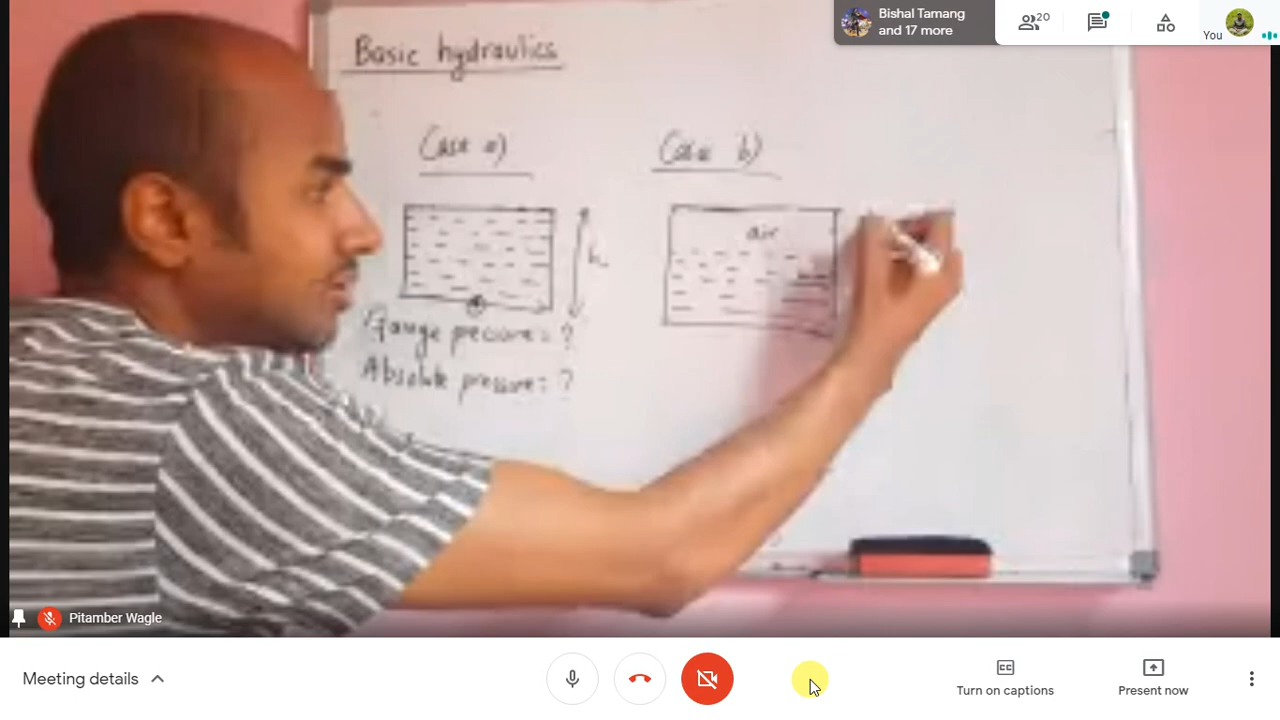 Bishal Tamang
and 17 more
20
You
Basic hydraulics
Case a)
Case b)
air
h
Gauge pressure = ?
Absolute pressure = ?
Pitamber Wagle
Meeting details
CC
Turn on captions
Present now